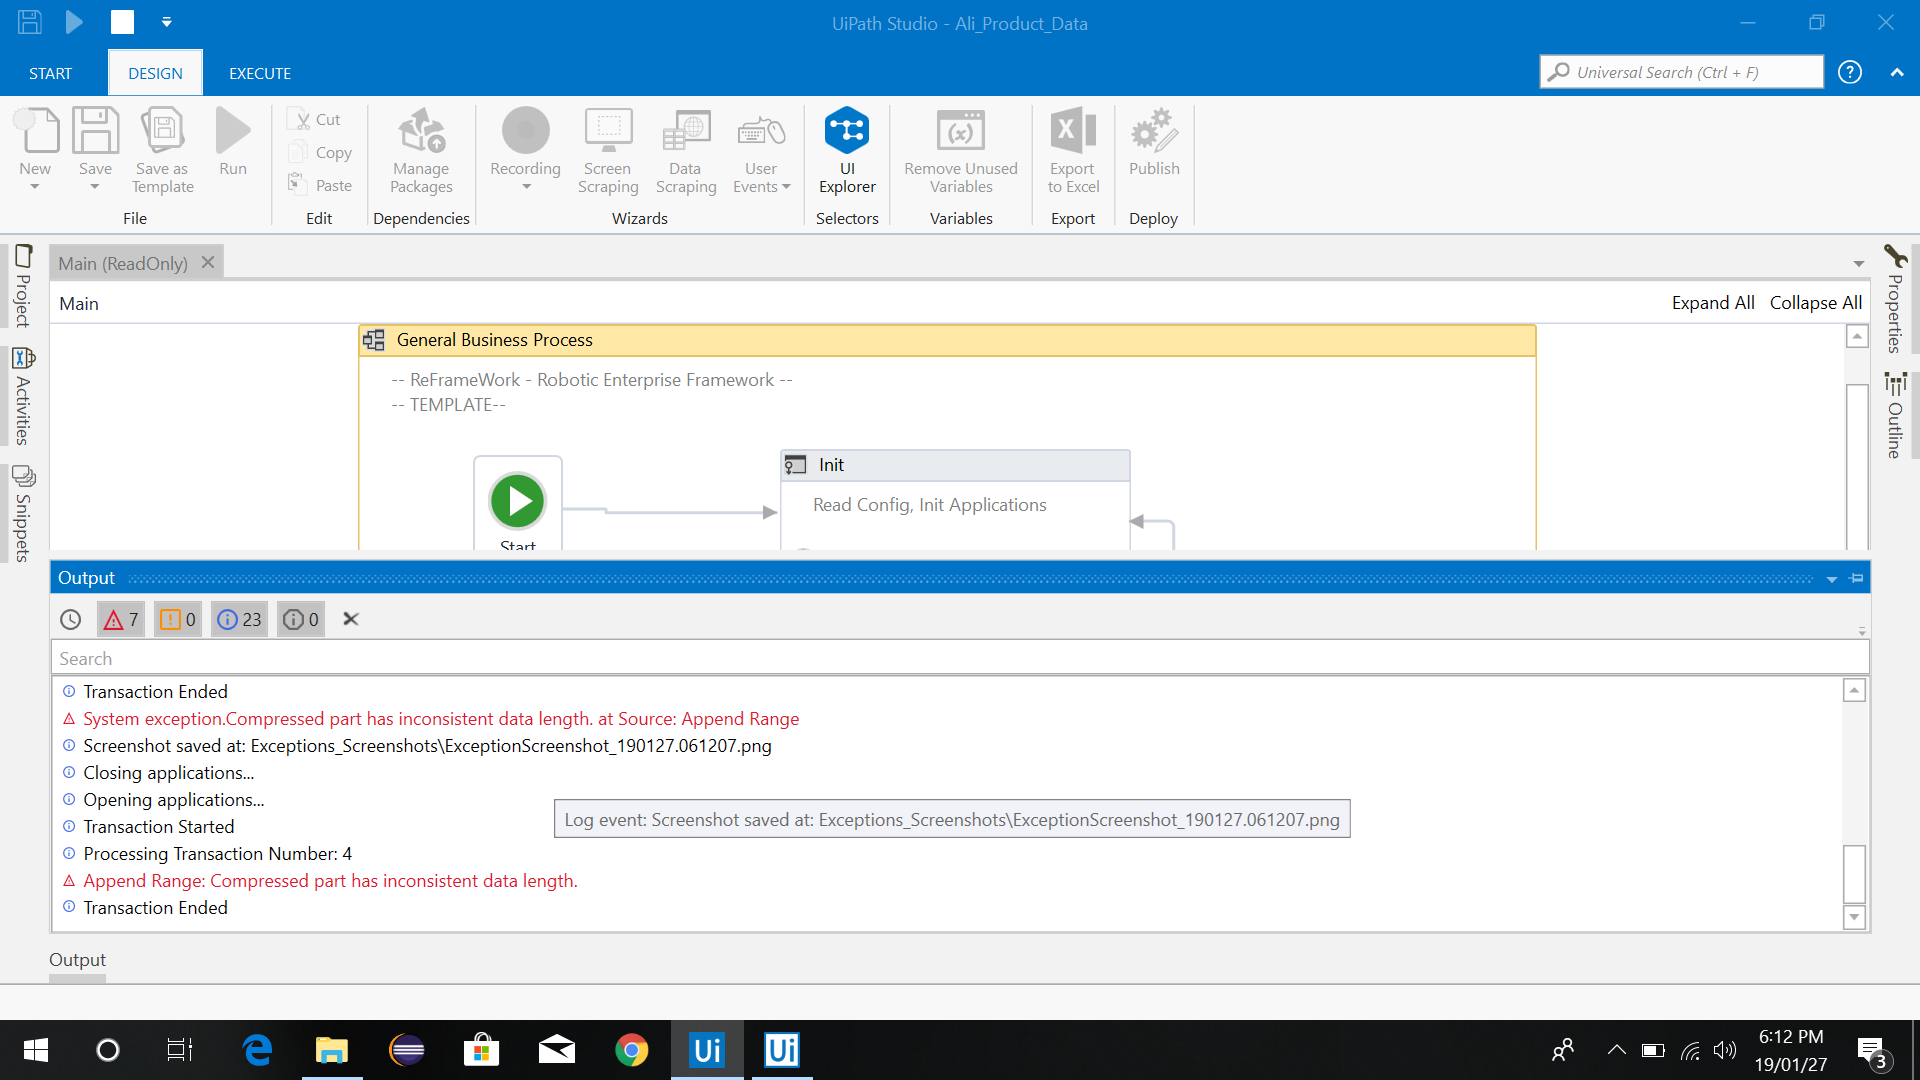 UiPath Studio - Ali_Product_Data
START
DESIGN
EXECUTE
Universal Search (Ctrl + F)
New
Save
Save as
Template
Run
File
Cut
Copy
Paste
Edit
Manage
Packages
Dependencies
Recording
Screen
Scraping
Data
Scraping
User
Events
Wizards
UI
Explorer
Selectors
Remove Unused
Variables
Variables
Export
to Excel
Export
Publish
Deploy
Project
Activities
Snippets
Main (ReadOnly)
Main
Expand All
Collapse All
Properties
Outline
General Business Process
-- ReFrameWork - Robotic Enterprise Framework --
-- TEMPLATE--
Start
Init
Read Config, Init Applications
Output
7
0
23
0
Search
Transaction Ended
System exception.Compressed part has inconsistent data length. at Source: Append Range
Screenshot saved at: Exceptions_Screenshots\ExceptionScreenshot_190127.061207.png
Closing applications...
Opening applications...
Log event: Screenshot saved at: Exceptions_Screenshots\ExceptionScreenshot_190127.061207.png
Transaction Started
Processing Transaction Number: 4
Append Range: Compressed part has inconsistent data length.
Transaction Ended
Output
Ui
Ui
6:12 PM
19/01/27
3